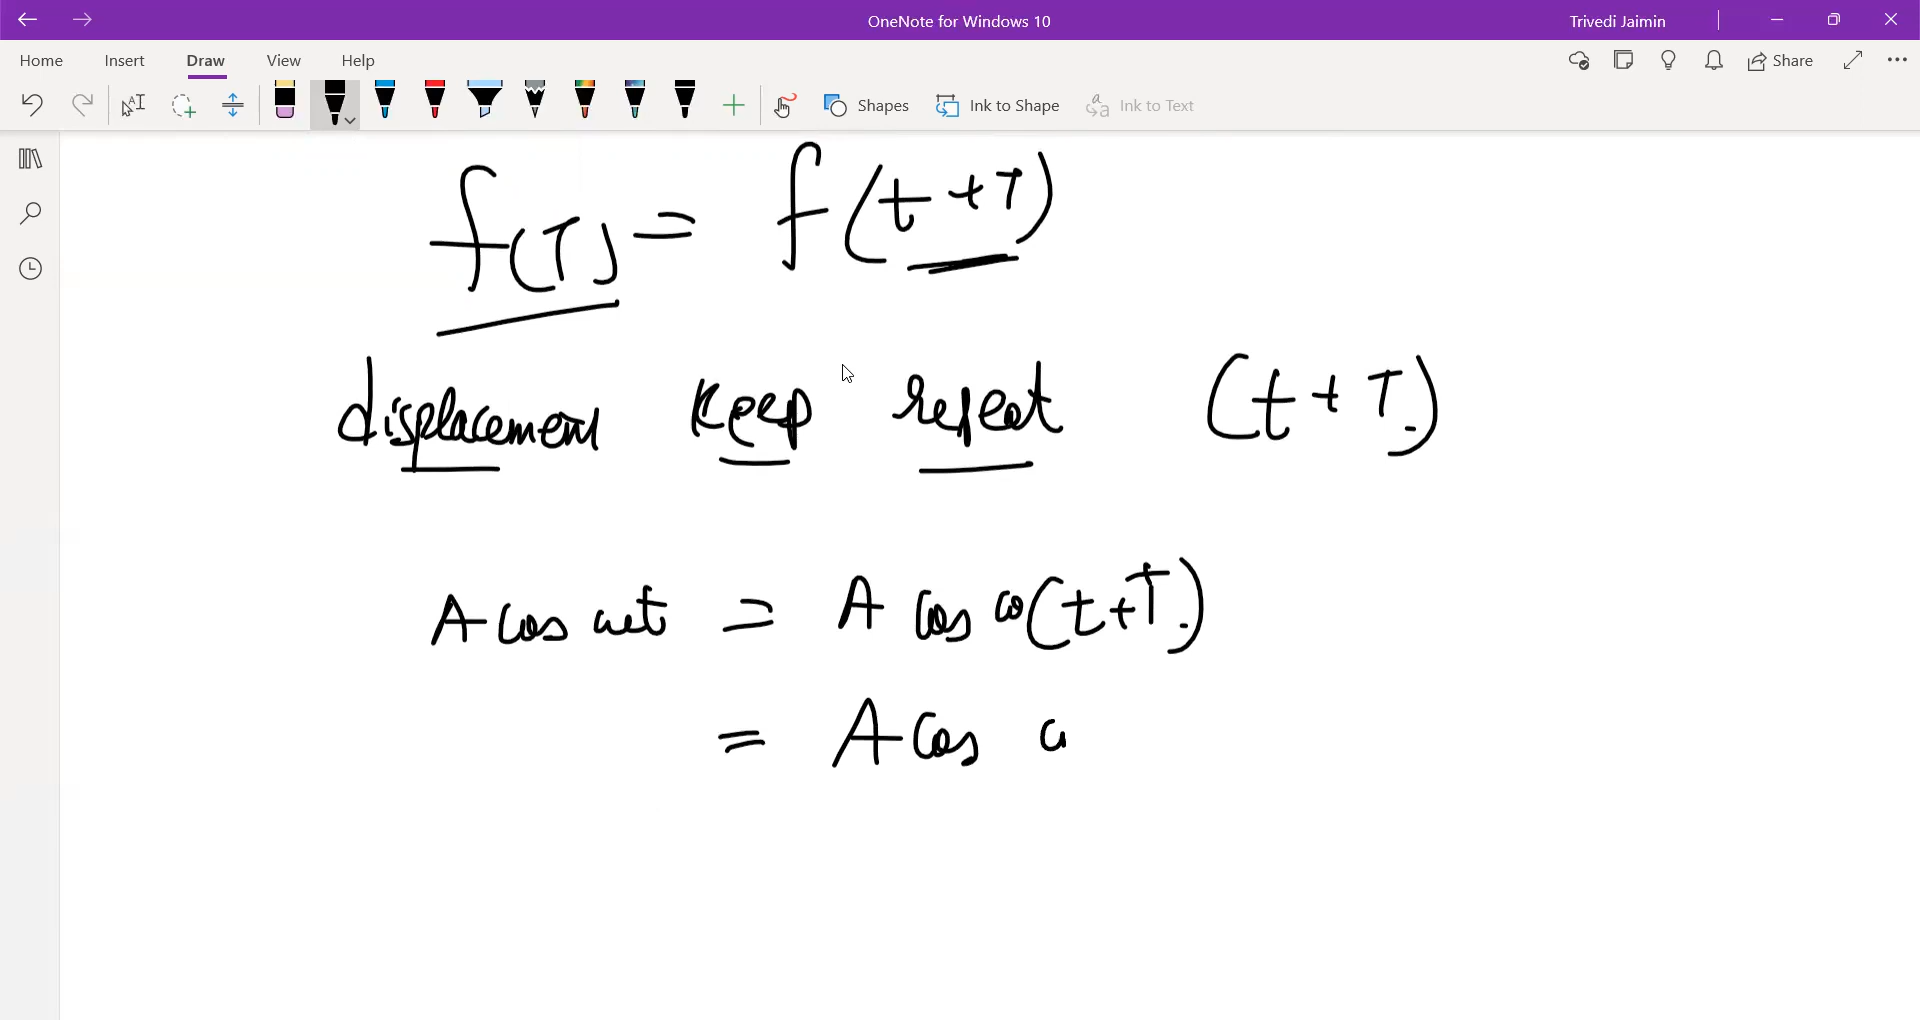 OneNote for Windows 10
Trivedi Jaimin
Home Insert Draw View Help
Share
Shapes Ink to Shape Ink to Text
f(T) = f(t+T)
displacement keep repeat (t+T)
A cos ωt = A cos ω(t+T)
= A cos